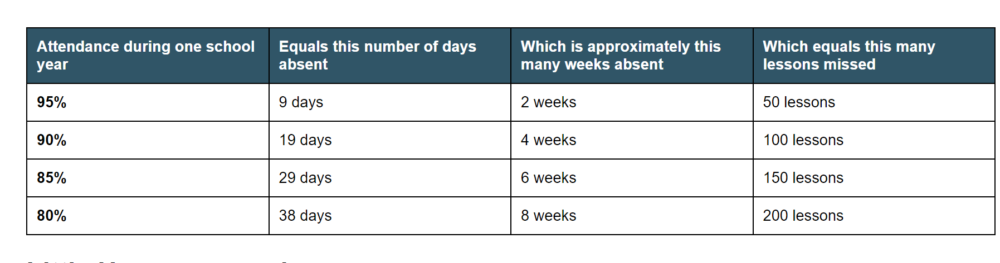 Attendance during one school
year
Equals this number of days
absent
Which is approximately this
many weeks absent
Which equals this many
lessons missed
95%
9 days
2 weeks
50 lessons
90%
19 days
4 weeks
100 lessons
85%
29 days
6 weeks
150 lessons
80%
38 days
8 weeks
200 lessons